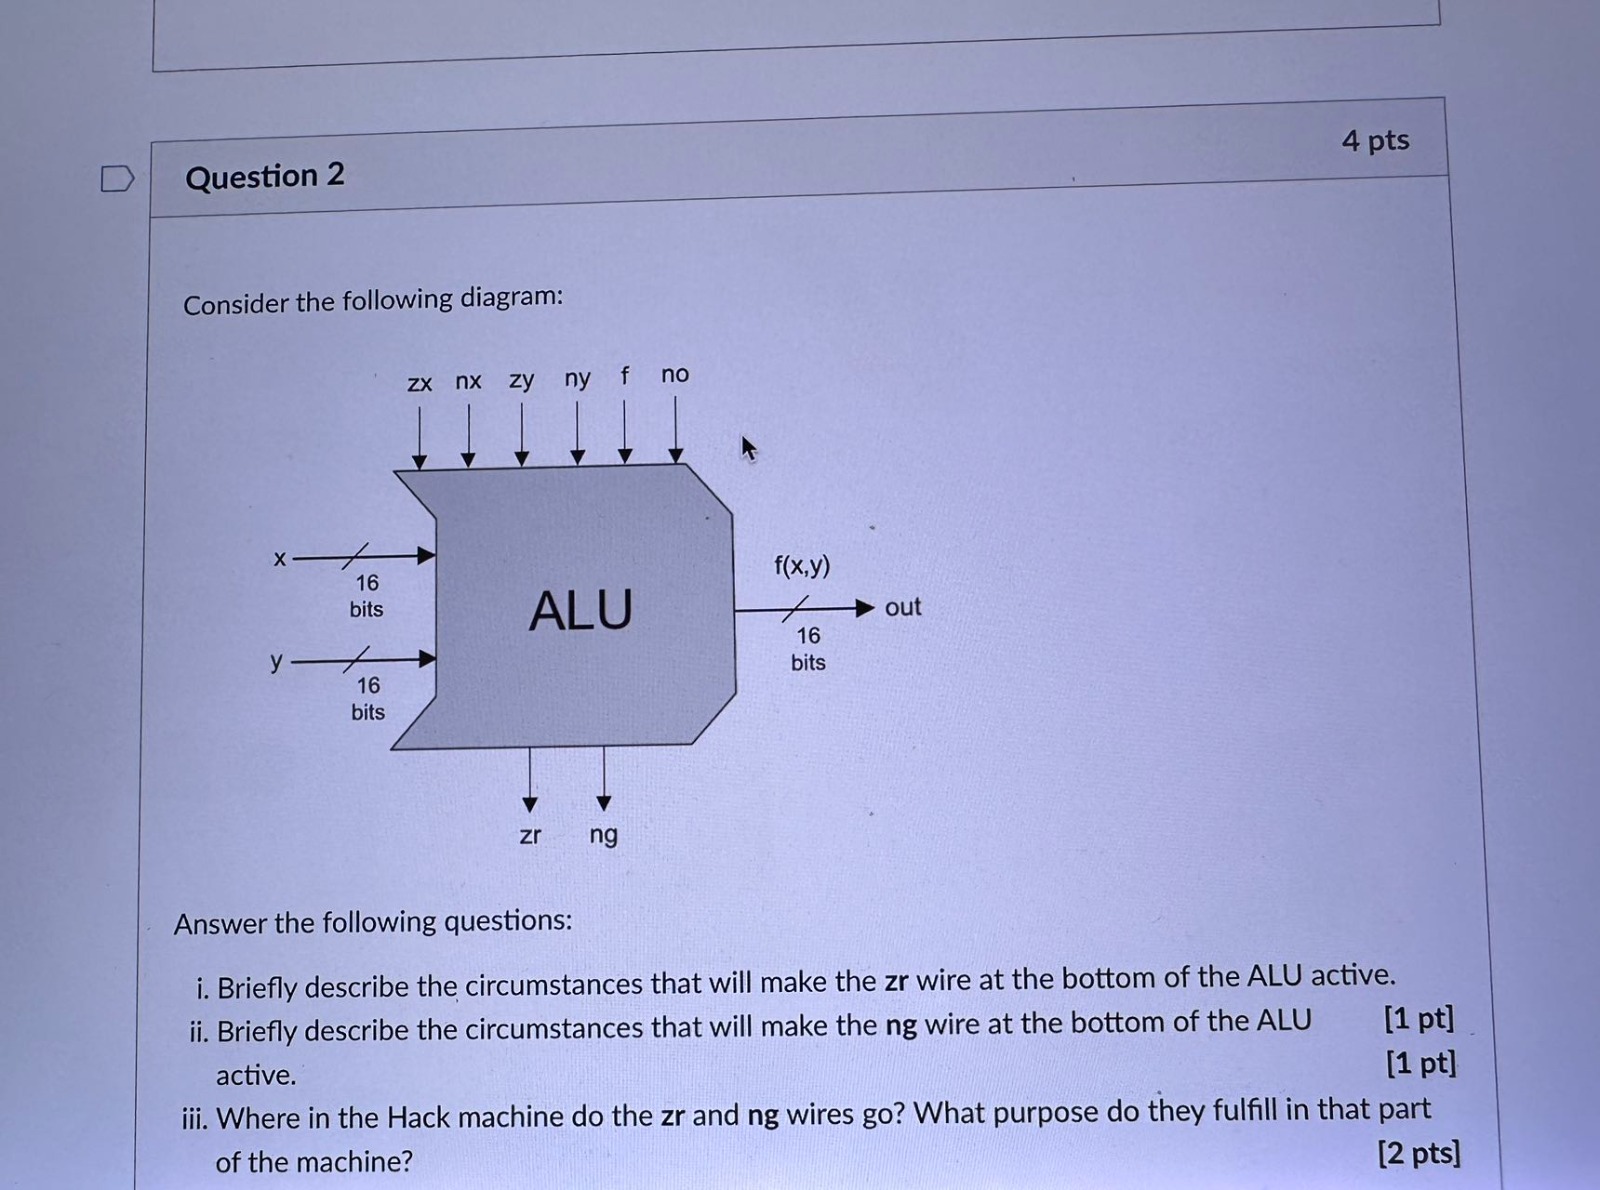 Question 2
4 pts
Consider the following diagram:
zx nx zy ny f no
x
16
bits
y
16
bits
ALU
f(x,y)
out
16
bits
zr ng
Answer the following questions:
i. Briefly describe the circumstances that will make the zr wire at the bottom of the ALU active.
[1 pt]
ii. Briefly describe the circumstances that will make the ng wire at the bottom of the ALU
active.
[1 pt]
iii. Where in the Hack machine do the zr and ng wires go? What purpose do they fulfill in that part
of the machine?
[2 pts]